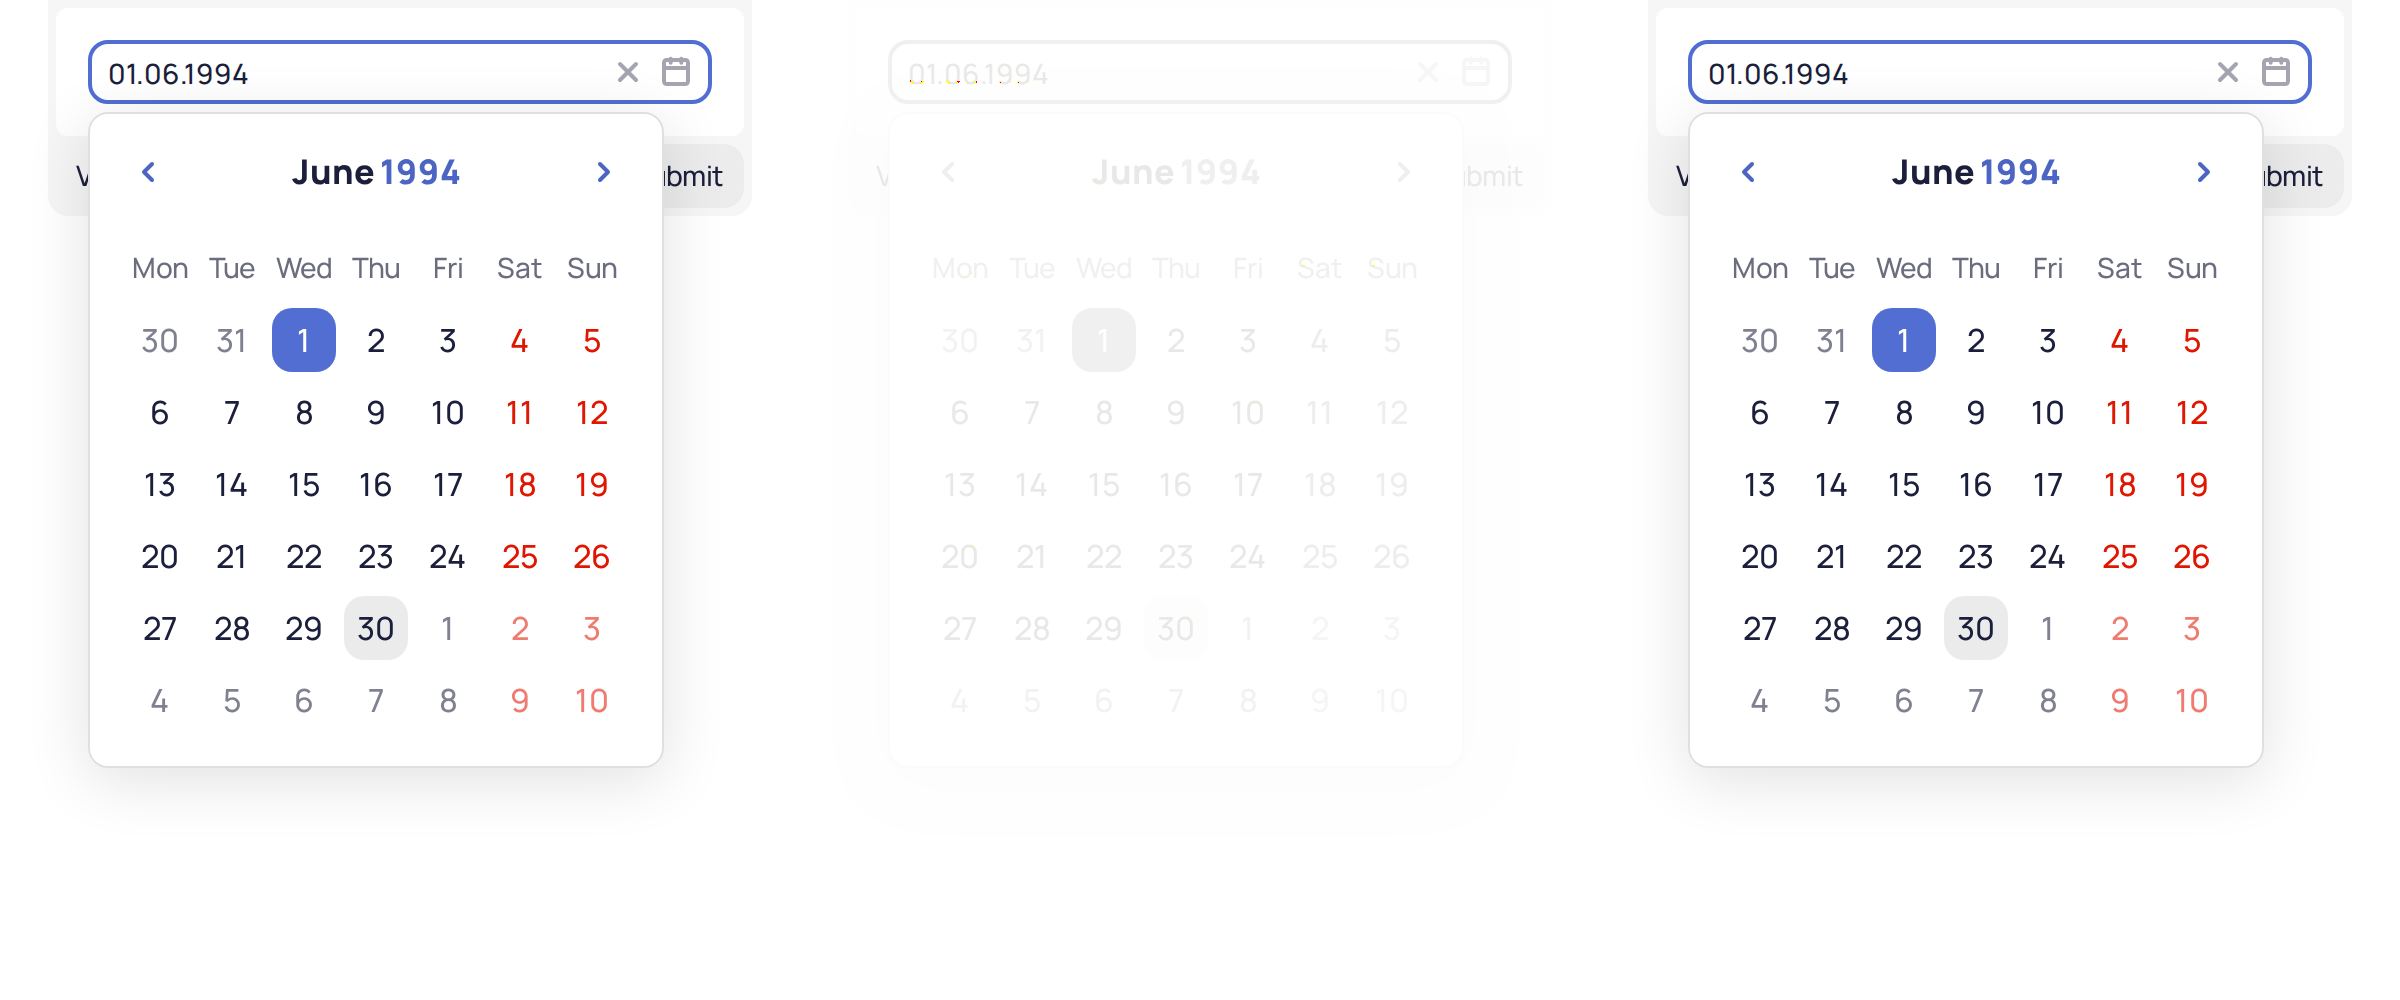 01.06.1994
V
bmit
June 1994
Mon Tue Wed Thu Fri Sat Sun
30 31 1 2 3 4 5
6 7 8 9 10 11 12
13 14 15 16 17 18 19
20 21 22 23 24 25 26
27 28 29 30 1 2 3
4 5 6 7 8 9 10
01.06.1994
V
bmit
June 1994
Mon Tue Wed Thu Fri Sat Sun
30 31 1 2 3 4 5
6 7 8 9 10 11 12
13 14 15 16 17 18 19
20 21 22 23 24 25 26
27 28 29 30 1 2 3
4 5 6 7 8 9 10
01.06.1994
V
bmit
June 1994
Mon Tue Wed Thu Fri Sat Sun
30 31 1 2 3 4 5
6 7 8 9 10 11 12
13 14 15 16 17 18 19
20 21 22 23 24 25 26
27 28 29 30 1 2 3
4 5 6 7 8 9 10